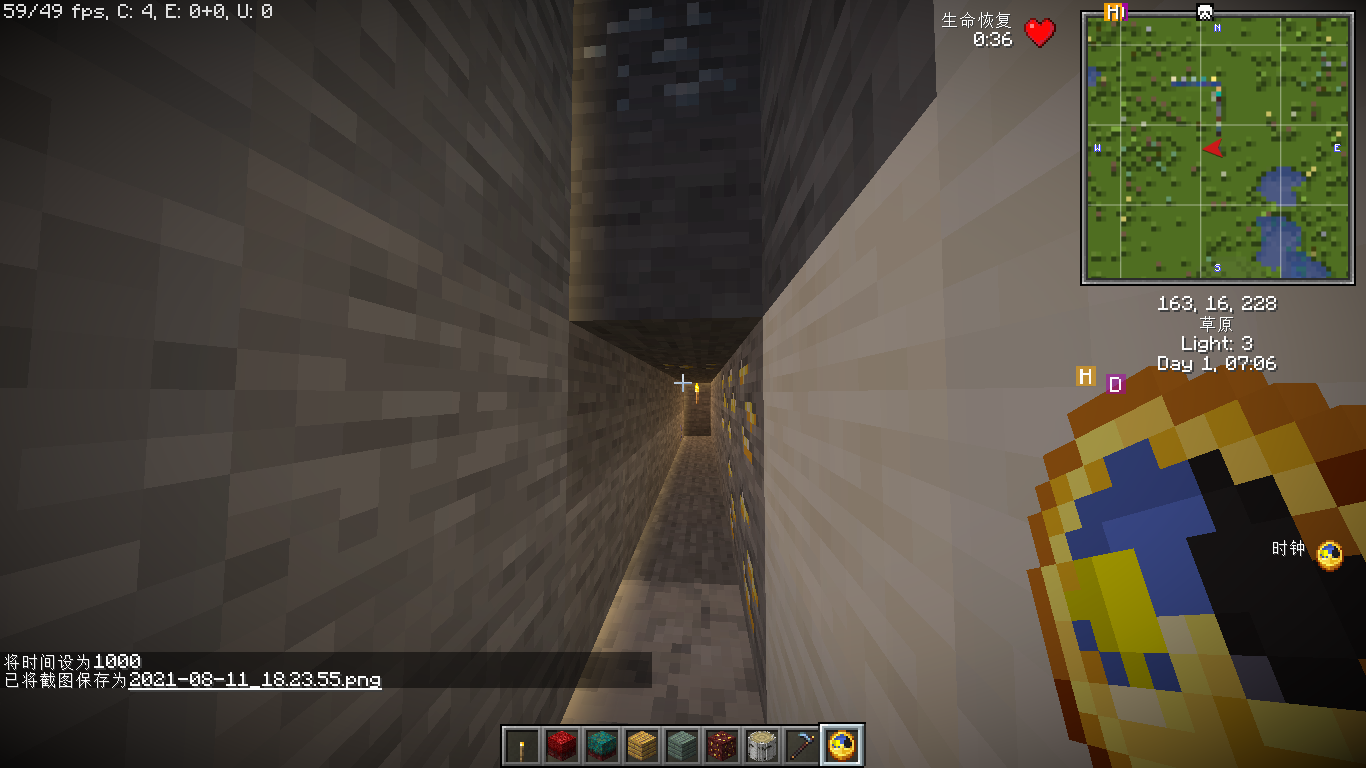 59/49 fps, C: 4, E: 0+0, U: 0
生命恢复
0:36
H
N
W
E
S
163, 16, 228
草原
Light: 3
Day 1, 07:06
H
D
时钟
将时间设为1000
已将截图保存为2021-08-11_18.23.55.png